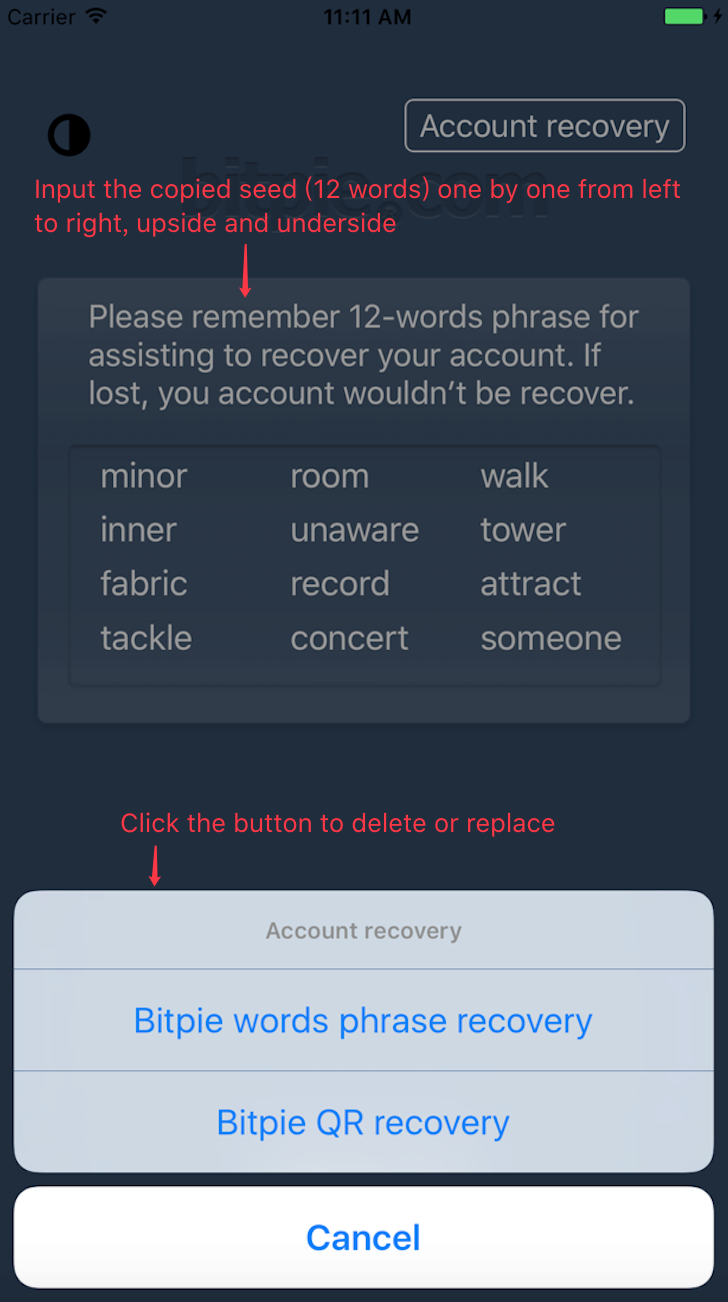 Carrier 11:11 AM
Account recovery
bitpie.com
Input the copied seed (12 words) one by one from left
to right, upside and underside
Please remember 12-words phrase for
assisting to recover your account. If
lost, you account wouldn’t be recover.
minor room walk
inner unaware tower
fabric record attract
tackle concert someone
Click the button to delete or replace
Account recovery
Bitpie words phrase recovery
Bitpie QR recovery
Cancel